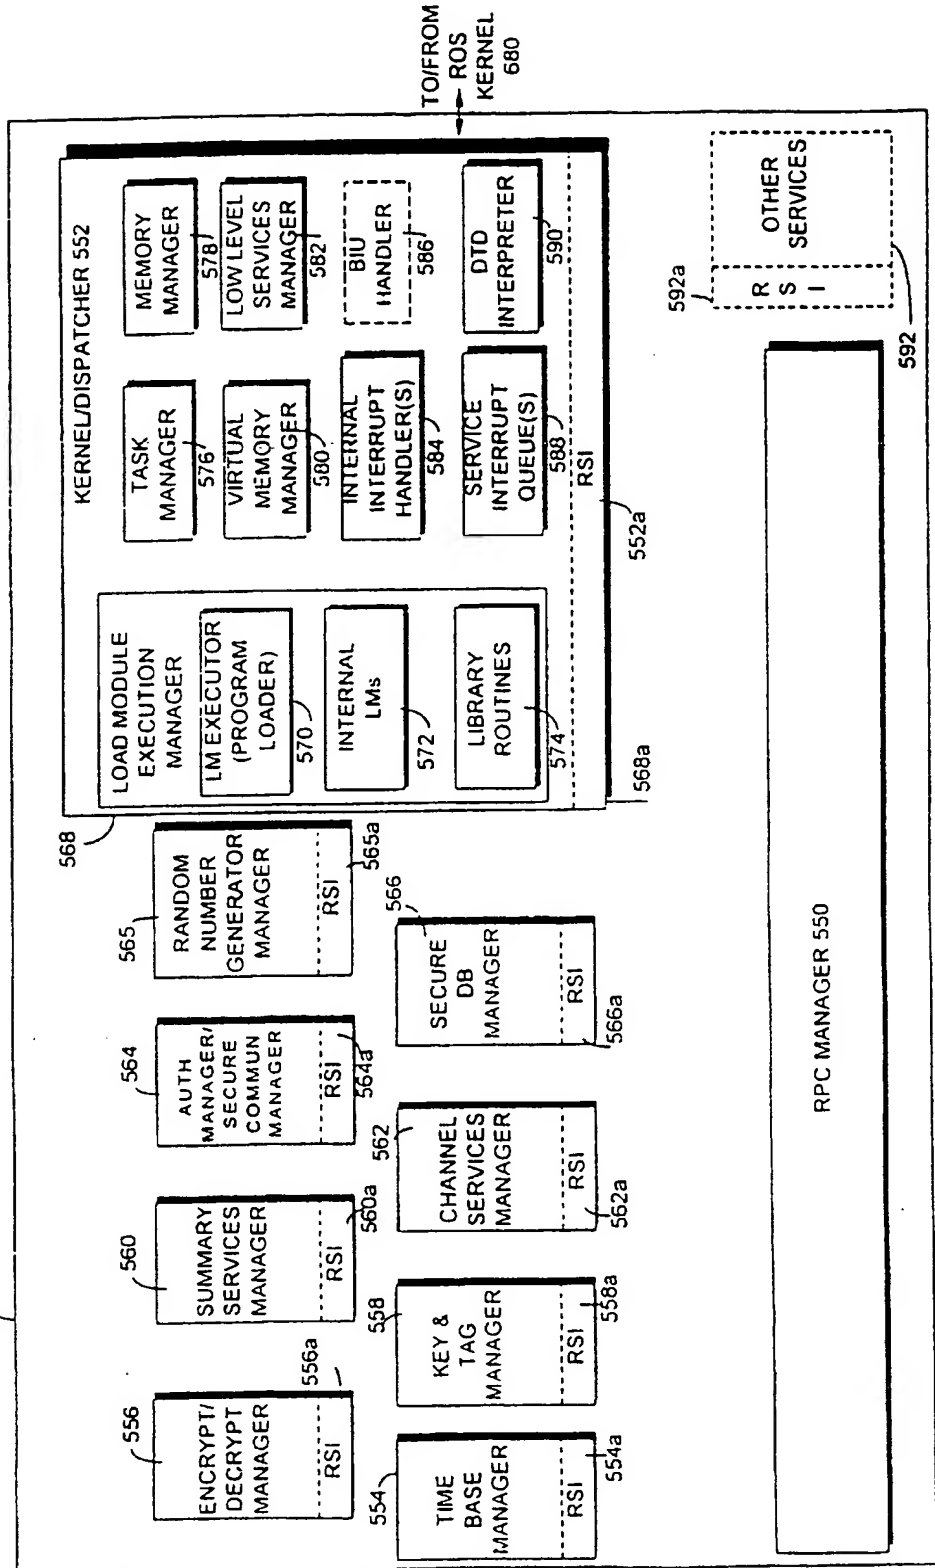 TO/FROM
ROS
KERNEL
680
KERNEL/DISPATCHER 552
568
LOAD MODULE
EXECUTION
MANAGER
LM EXECUTOR
(PROGRAM
LOADER)
570
INTERNAL
LMs
572
LIBRARY
ROUTINES
574
568a
TASK
MANAGER
576
MEMORY
MANAGER
578
VIRTUAL
MEMORY
MANAGER
580
LOW LEVEL
SERVICES
MANAGER
582
INTERNAL
INTERRUPT
HANDLER(S)
584
BIU
HANDLER
586
SERVICE
INTERRUPT
QUEUE(S)
588
DTD
INTERPRETER
590
RSI
552a
556
ENCRYPT/
DECRYPT
MANAGER
RSI
556a
560
SUMMARY
SERVICES
MANAGER
RSI
560a
564
AUTH
MANAGER/
SECURE
COMMUN
MANAGER
RSI
564a
565
RANDOM
NUMBER
GENERATOR
MANAGER
RSI
565a
554
TIME
BASE
MANAGER
RSI
554a
558
KEY &
TAG
MANAGER
RSI
558a
562
CHANNEL
SERVICES
MANAGER
RSI
562a
566
SECURE
DB
MANAGER
RSI
566a
592a
R
S
I
OTHER
SERVICES
592
RPC MANAGER 550